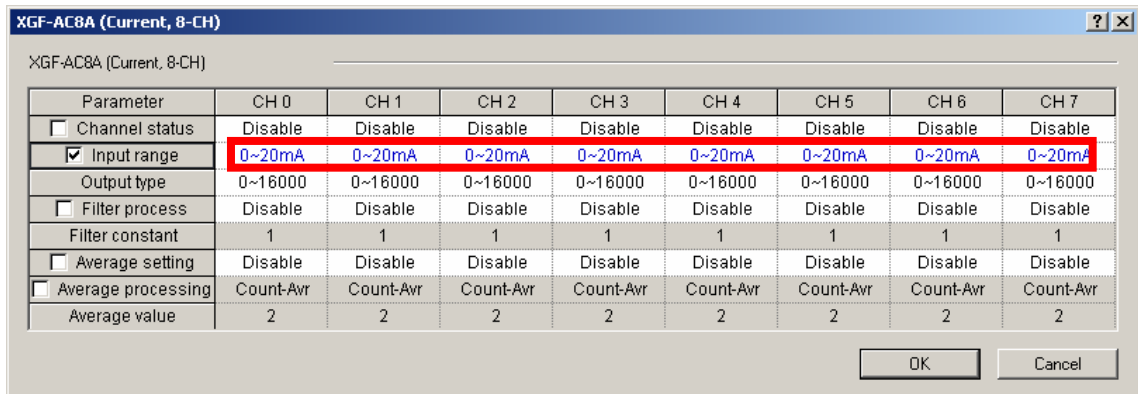 XGF-AC8A (Current, 8-CH)
XGF-AC8A (Current, 8-CH)
Parameter CH 0 CH 1 CH 2 CH 3 CH 4 CH 5 CH 6 CH 7
Channel status Disable Disable Disable Disable Disable Disable Disable Disable
Input range 0~20mA 0~20mA 0~20mA 0~20mA 0~20mA 0~20mA 0~20mA 0~20mA
Output type 0~16000 0~16000 0~16000 0~16000 0~16000 0~16000 0~16000 0~16000
Filter process Disable Disable Disable Disable Disable Disable Disable Disable
Filter constant 1 1 1 1 1 1 1 1
Average setting Disable Disable Disable Disable Disable Disable Disable Disable
Average processing Count-Avr Count-Avr Count-Avr Count-Avr Count-Avr Count-Avr Count-Avr Count-Avr
Average value 2 2 2 2 2 2 2 2
OK Cancel